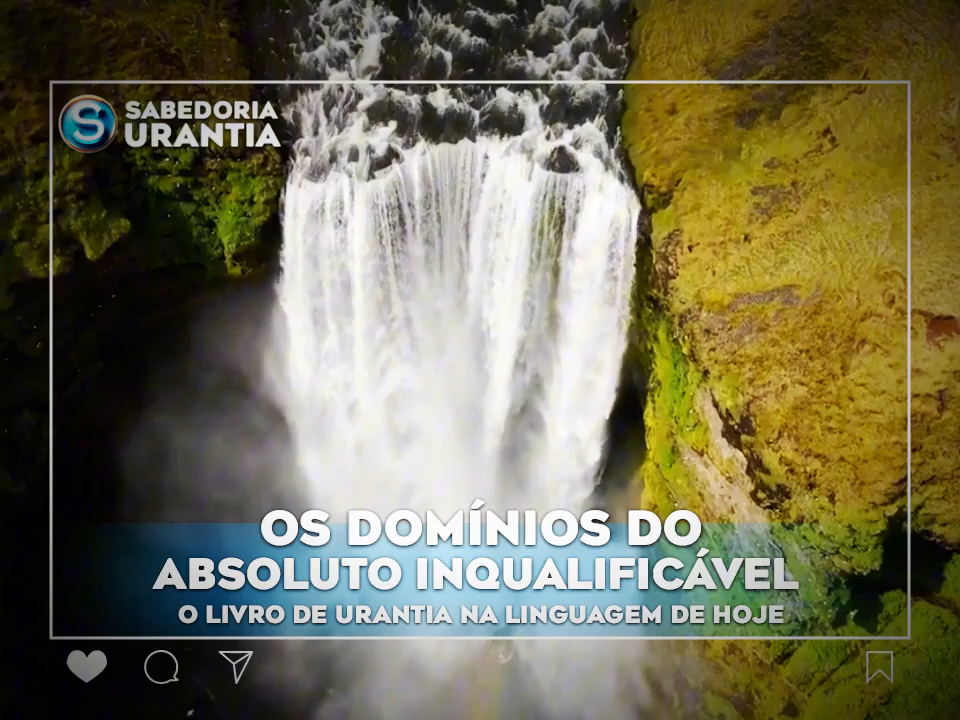 SABEDORIA
URANTIA
OS DOMÍNIOS DO
ABSOLUTO INQUALIFICÁVEL
O LIVRO DE URANTIA NA LINGUAGEM DE HOJE